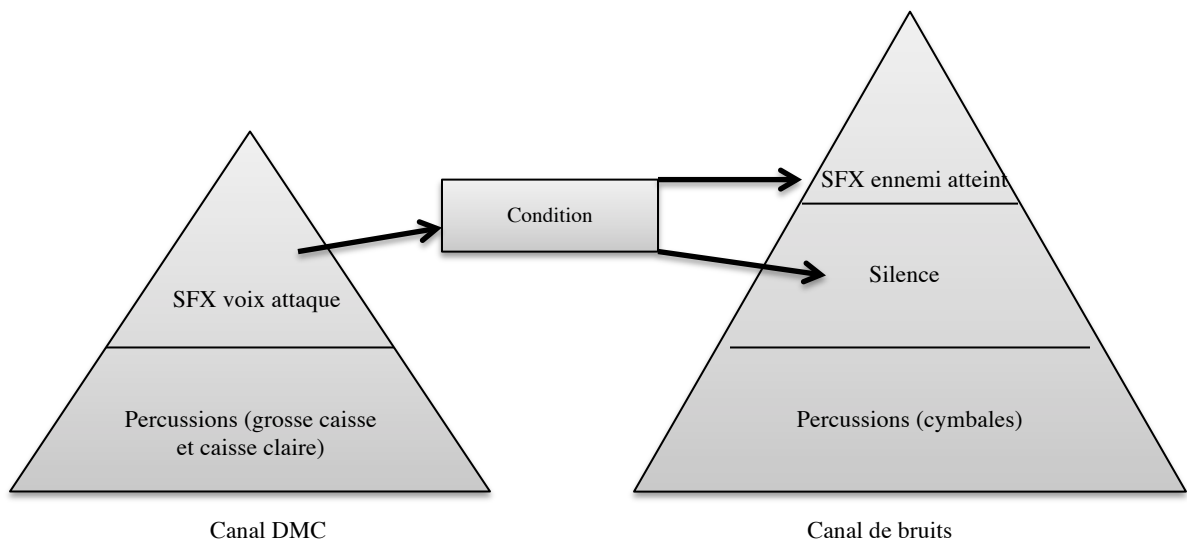 SFX voix attaque
Percussions (grosse caisse
et caisse claire)
Canal DMC
Condition
SFX ennemi atteint
Silence
Percussions (cymbales)
Canal de bruits